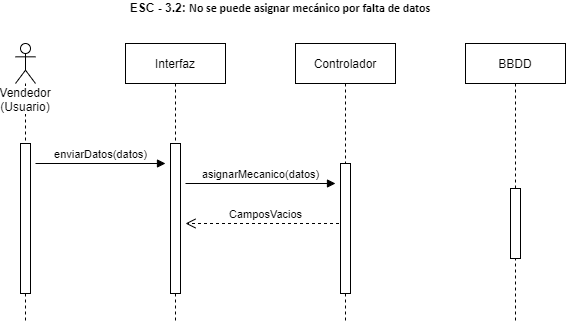 ESC - 3.2: No se puede asignar mecánico por falta de datos
Interfaz
Controlador
BBDD
Vendedor
(Usuario)
enviarDatos(datos)
asignarMecanico(datos)
CamposVacios